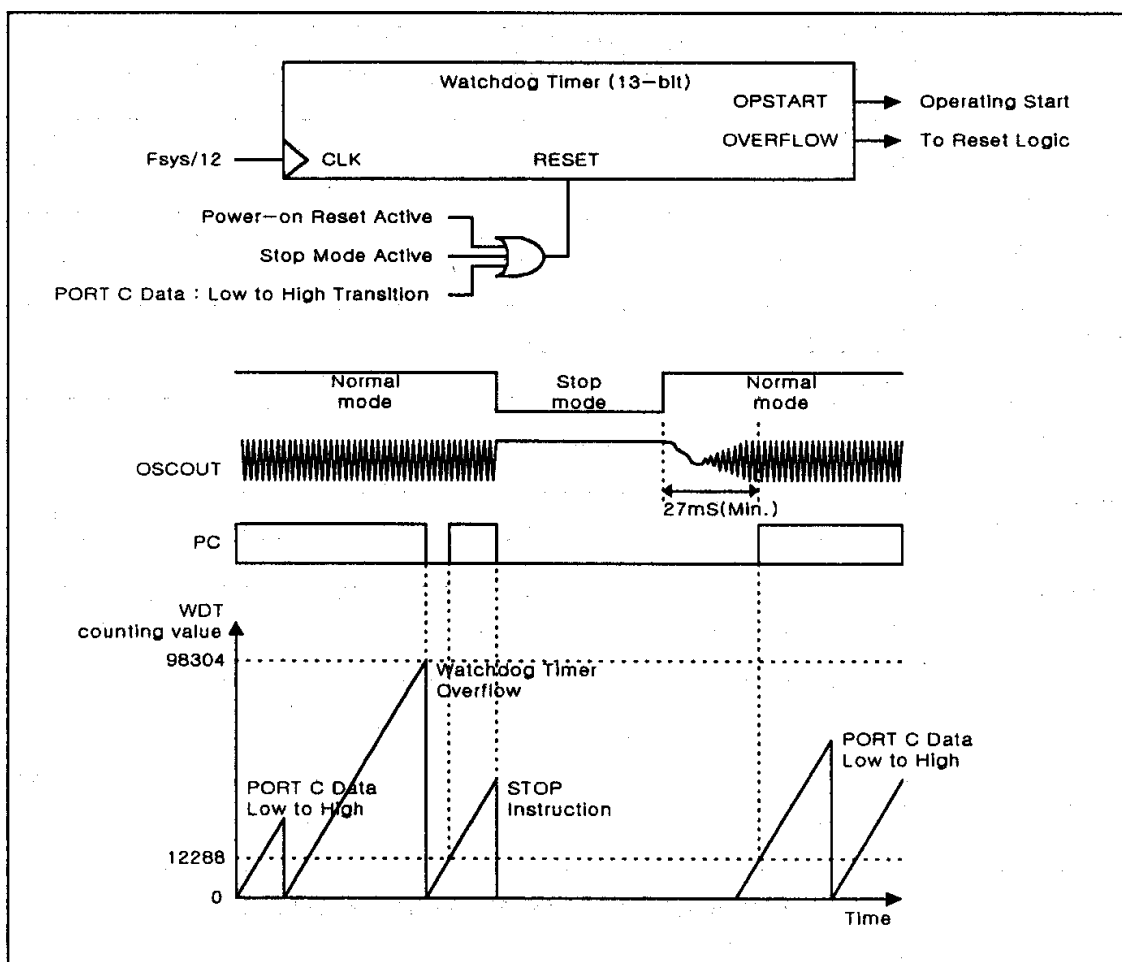 Watchdog Timer (13-bit)
OPSTART
Operating Start
OVERFLOW
To Reset Logic
Fsys/12
CLK
RESET
Power-on Reset Active
Stop Mode Active
PORT C Data : Low to High Transition
Normal
mode
Stop
mode
Normal
mode
OSCOUT
27mS(Min.)
PC
WDT
counting value
98304
Watchdog Timer
Overflow
PORT C Data
Low to High
STOP
Instruction
PORT C Data
Low to High
12288
0
Time